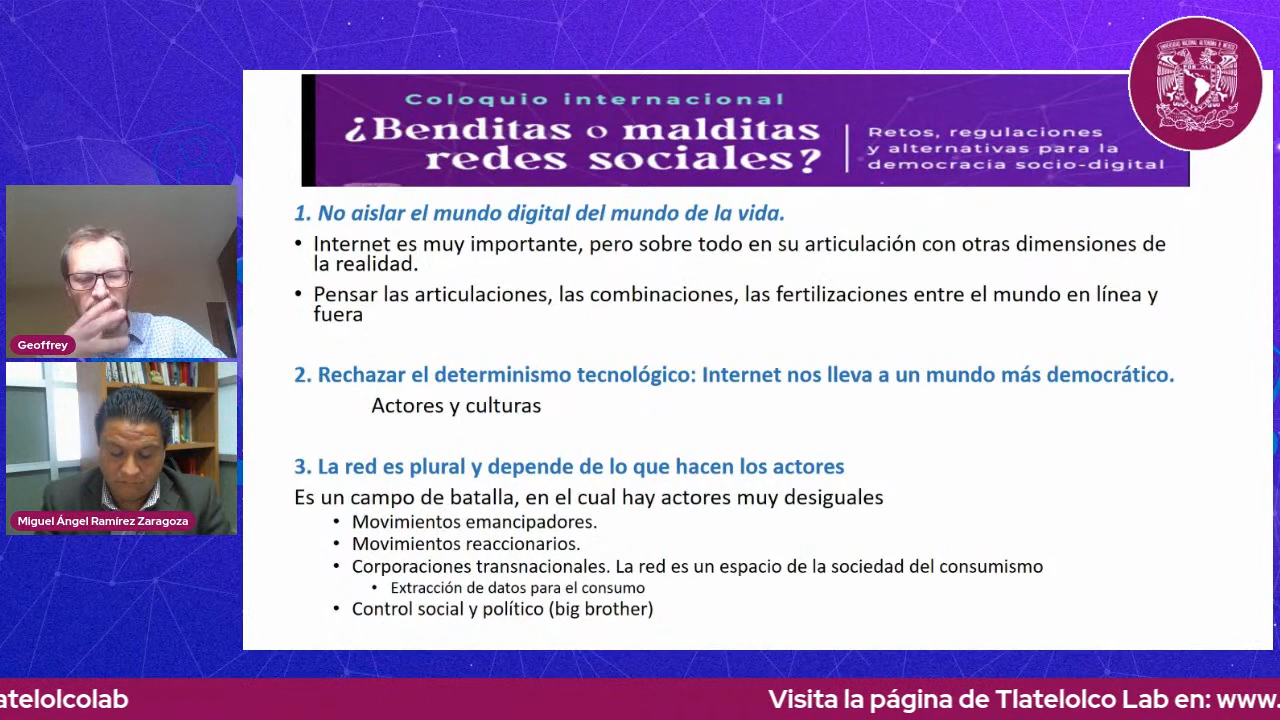 Coloquio internacional
¿Benditas o malditas
redes sociales?
Retos, regulaciones
y alternativas para la
democracia socio-digital
1. No aislar el mundo digital del mundo de la vida.
• Internet es muy importante, pero sobre todo en su articulación con otras dimensiones de
la realidad.
• Pensar las articulaciones, las combinaciones, las fertilizaciones entre el mundo en línea y
fuera
2. Rechazar el determinismo tecnológico: Internet nos lleva a un mundo más democrático.
Actores y culturas
3. La red es plural y depende de lo que hacen los actores
Es un campo de batalla, en el cual hay actores muy desiguales
• Movimientos emancipadores.
• Movimientos reaccionarios.
• Corporaciones transnacionales. La red es un espacio de la sociedad del consumismo
• Extracción de datos para el consumo
• Control social y político (big brother)
Geoffrey
Miguel Ángel Ramírez Zaragoza
atelolcolab
Visita la página de Tlatelolco Lab en: www.